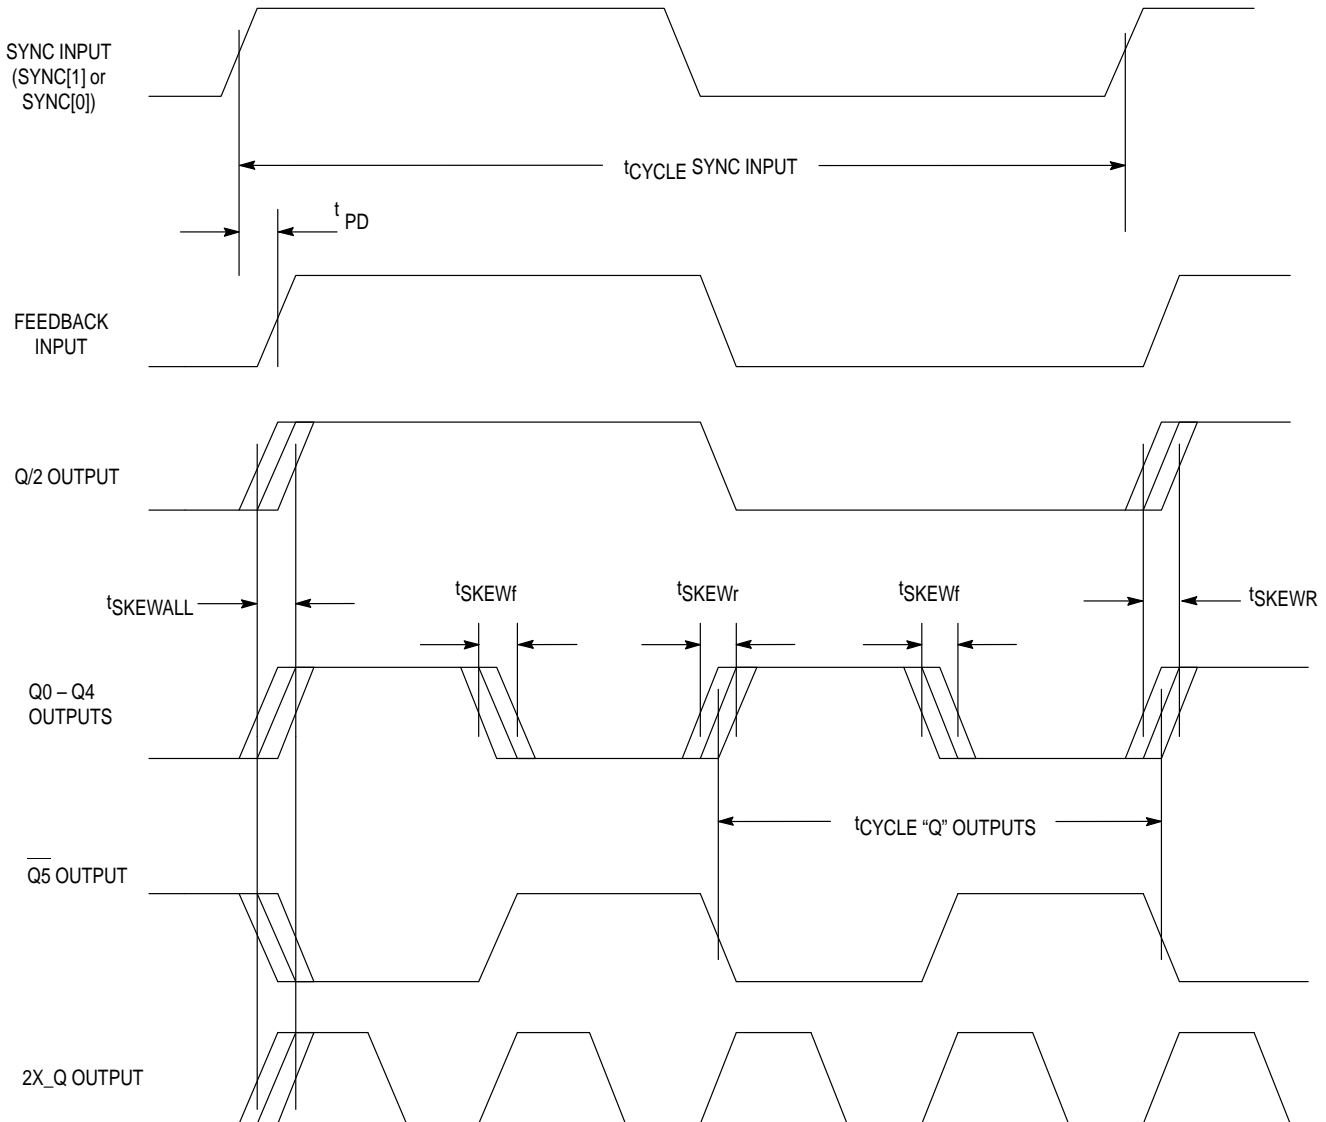 SYNC INPUT
(SYNC[1] or
SYNC[0])
tCYCLE SYNC INPUT
t PD
FEEDBACK
INPUT
Q/2 OUTPUT
tSKEWALL
tSKEWf
tSKEWr
tSKEWf
tSKEWR
Q0 – Q4
OUTPUTS
tCYCLE “Q” OUTPUTS
Q5 OUTPUT
2X_Q OUTPUT